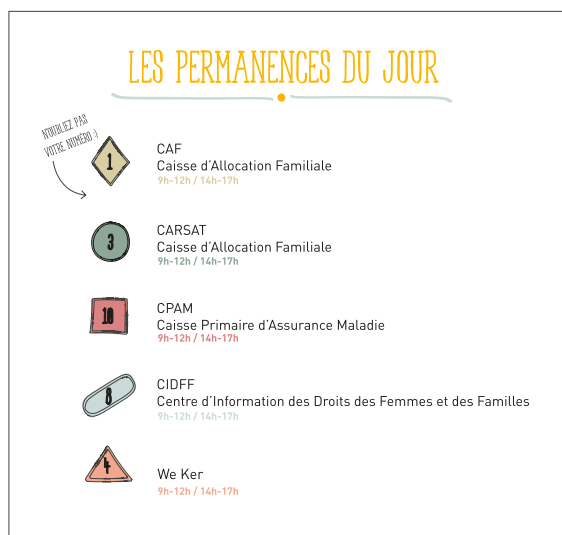 LES PERMANENCES DU JOUR
N'OUBLIEZ PAS
VOTRE NUMÉRO :)
1
CAF
Caisse d'Allocation Familiale
9h-12h / 14h-17h
3
CARSAT
Caisse d'Allocation Familiale
9h-12h / 14h-17h
10
CPAM
Caisse Primaire d'Assurance Maladie
9h-12h / 14h-17h
8
CIDFF
Centre d'Information des Droits des Femmes et des Familles
9h-12h / 14h-17h
4
We Ker
9h-12h / 14h-17h